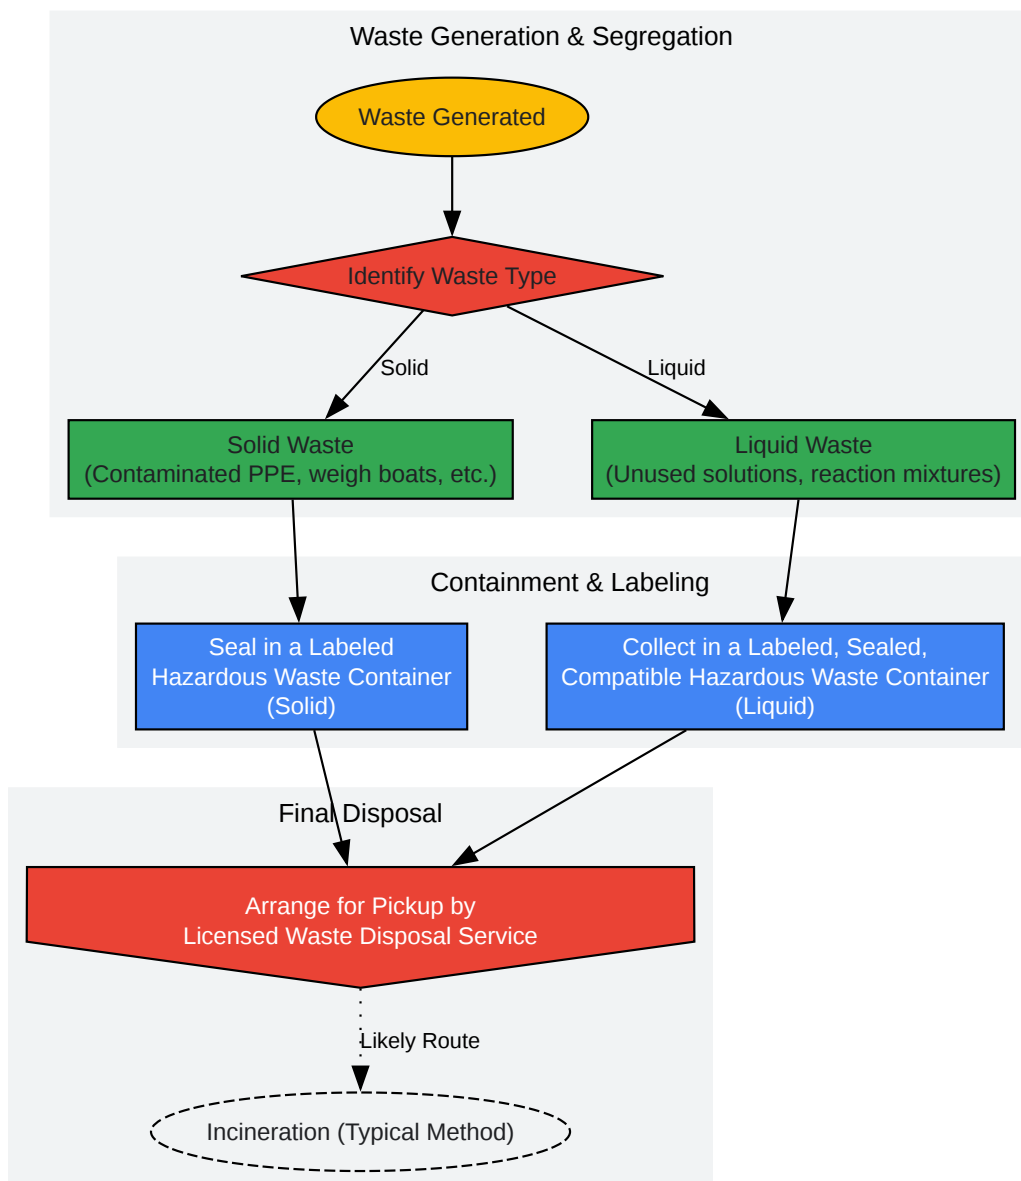 Waste Generation & Segregation
Waste Generated
Identify Waste Type
Solid
Liquid
Solid Waste
(Contaminated PPE, weigh boats, etc.)
Liquid Waste
(Unused solutions, reaction mixtures)
Containment & Labeling
Seal in a Labeled
Hazardous Waste Container
(Solid)
Collect in a Labeled, Sealed,
Compatible Hazardous Waste Container
(Liquid)
Final Disposal
Arrange for Pickup by
Licensed Waste Disposal Service
Likely Route
Incineration (Typical Method)